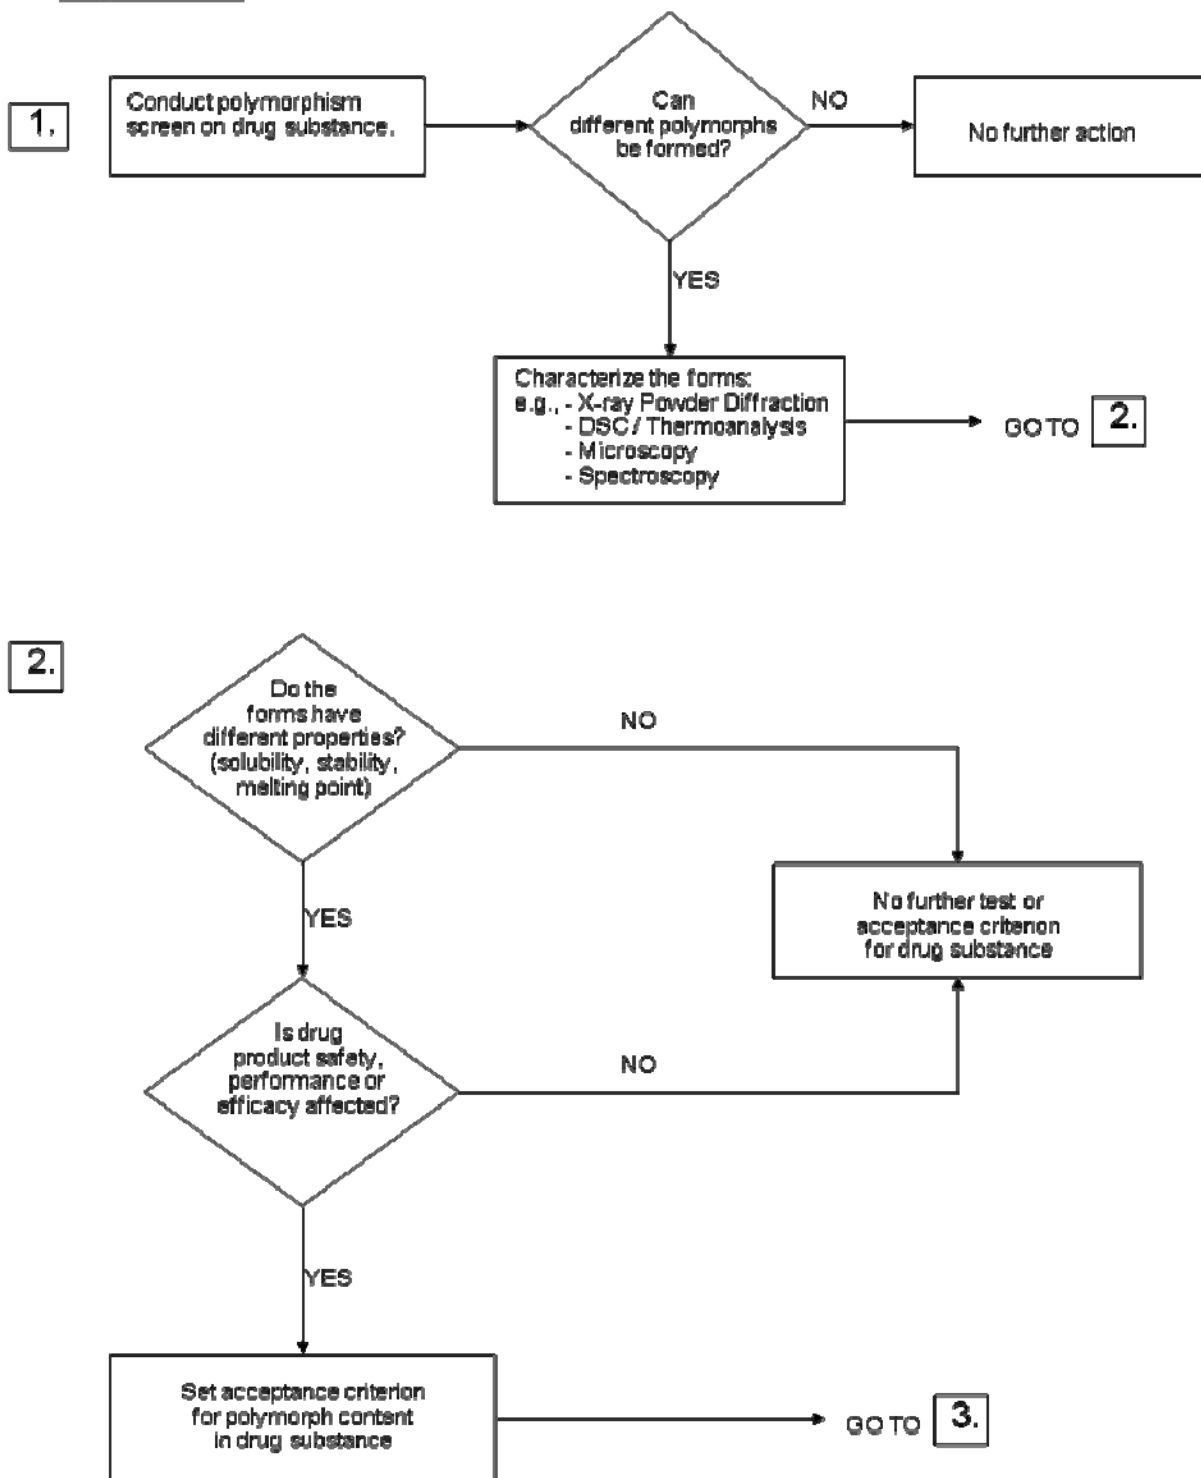 1.
Conduct polymorphism
screen on drug substance.
Can
different polymorphs
be formed?
NO
No further action
YES
Characterize the forms:
e.g., - X-ray Powder Diffraction
- DSC / Thermoanalysis
- Microscopy
- Spectroscopy
GO TO 2.
2.
Do the
forms have
different properties?
(solubility, stability,
melting point)
NO
YES
No further test or
acceptance criterion
for drug substance
Is drug
product safety,
performance or
efficacy affected?
NO
YES
Set acceptance criterion
for polymorph content
in drug substance
GO TO 3.